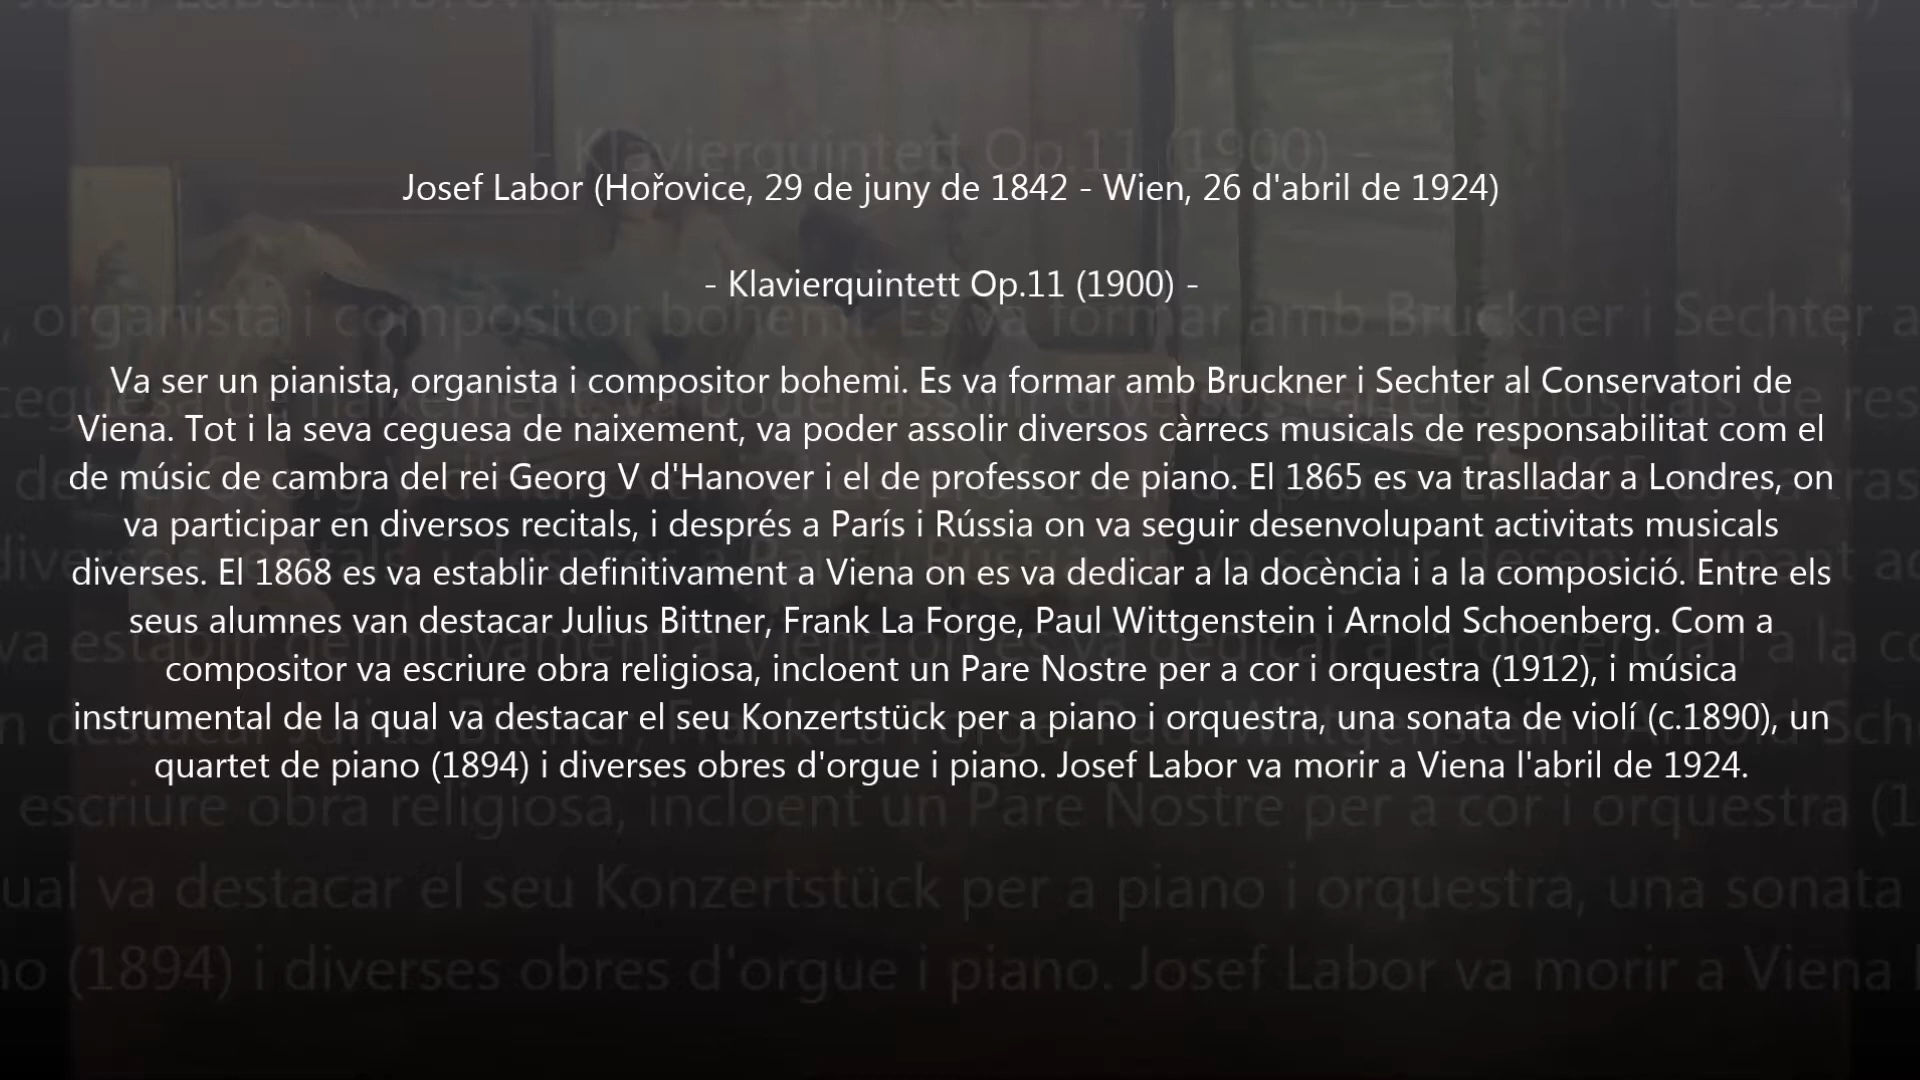 Josef Labor (Hořovice, 29 de juny de 1842 - Wien, 26 d'abril de 1924)
- Klavierquintett Op.11 (1900) -
Va ser un pianista, organista i compositor bohemi. Es va formar amb Bruckner i Sechter al Conservatori de
Viena. Tot i la seva ceguesa de naixement, va poder assolir diversos càrrecs musicals de responsabilitat com el
de músic de cambra del rei Georg V d'Hanover i el de professor de piano. El 1865 es va traslladar a Londres, on
va participar en diversos recitals, i després a París i Rússia on va seguir desenvolupant activitats musicals
diverses. El 1868 es va establir definitivament a Viena on es va dedicar a la docència i a la composició. Entre els
seus alumnes van destacar Julius Bittner, Frank La Forge, Paul Wittgenstein i Arnold Schoenberg. Com a
compositor va escriure obra religiosa, incloent un Pare Nostre per a cor i orquestra (1912), i música
instrumental de la qual va destacar el seu Konzertstück per a piano i orquestra, una sonata de violí (c.1890), un
quartet de piano (1894) i diverses obres d'orgue i piano. Josef Labor va morir a Viena l'abril de 1924.